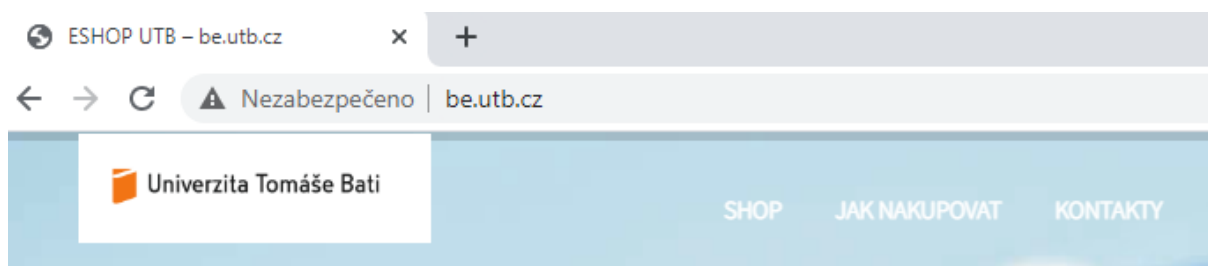 ESHOP UTB – be.utb.cz
Nezabezpečeno | be.utb.cz
Univerzita Tomáše Bati
SHOP JAK NAKUPOVAT KONTAKTY